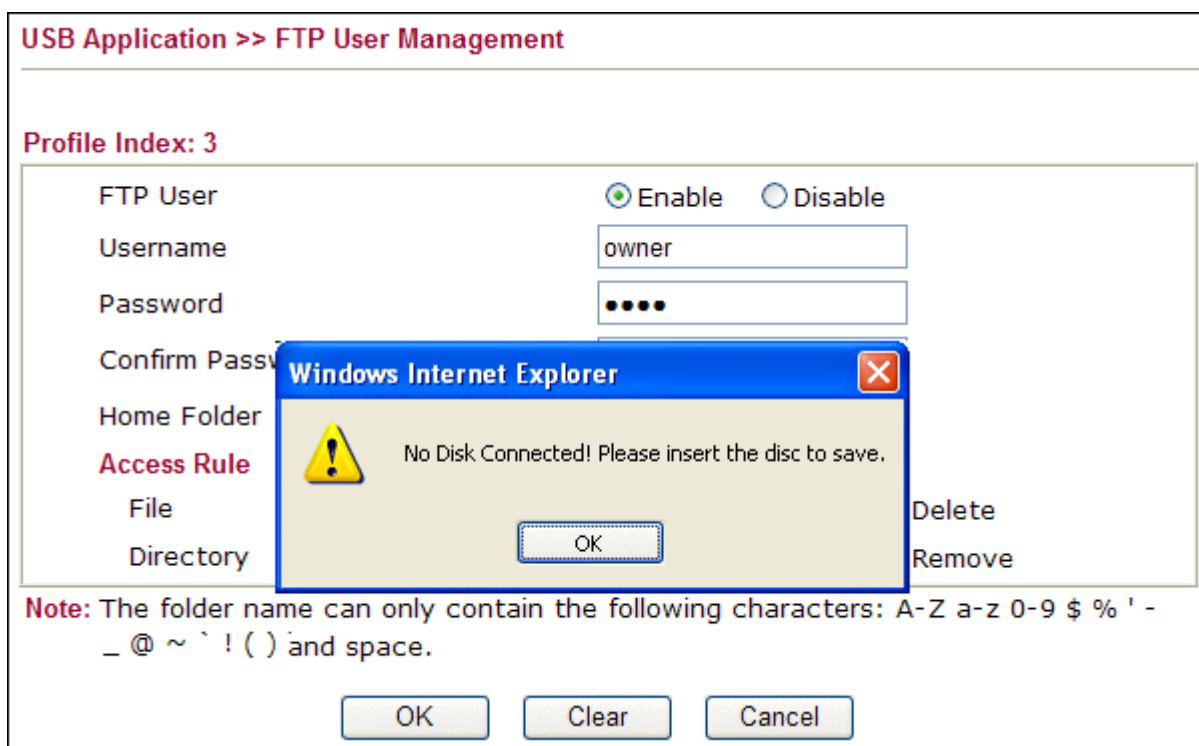 USB Application >> FTP User Management
Profile Index: 3
FTP User Enable Disable
Username owner
Password ••••
Confirm
Home Folder
Windows Internet Explorer
No Disk Connected! Please insert the disc to save.
OK
Access Rule
File Delete
Directory Remove
Note: The folder name can only contain the following characters: A-Z a-z 0-9 $ % ' -
_ @ ~ ` ! ( ) and space.
OK Clear Cancel